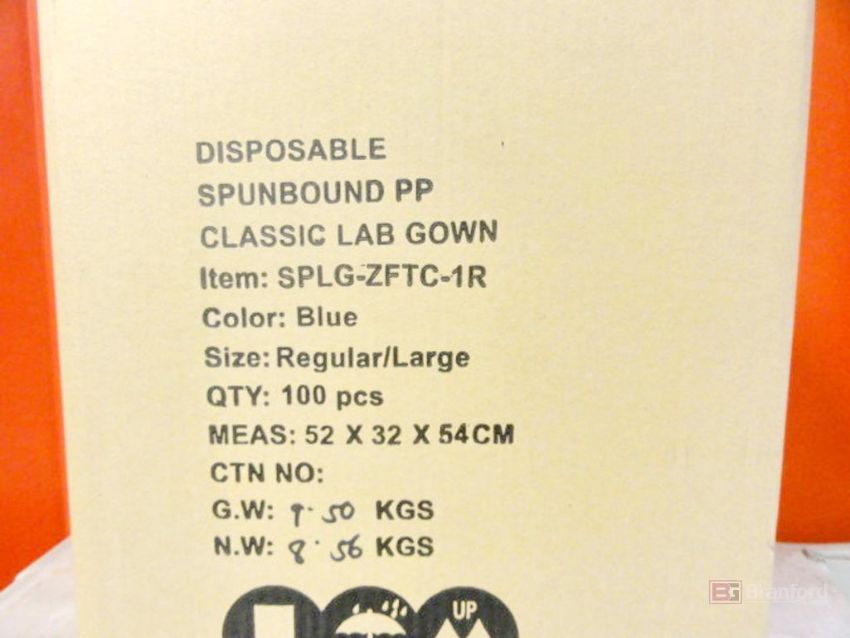 DISPOSABLE
SPUNBOUND PP
CLASSIC LAB GOWN
Item: SPLG-ZFTC-1R
Color: Blue
Size: Regular/Large
QTY: 100 pcs
MEAS: 52 X 32 X 54CM
CTN NO:
G.W: 9.50 KGS
N.W: 8.56 KGS
UP
BG Branford